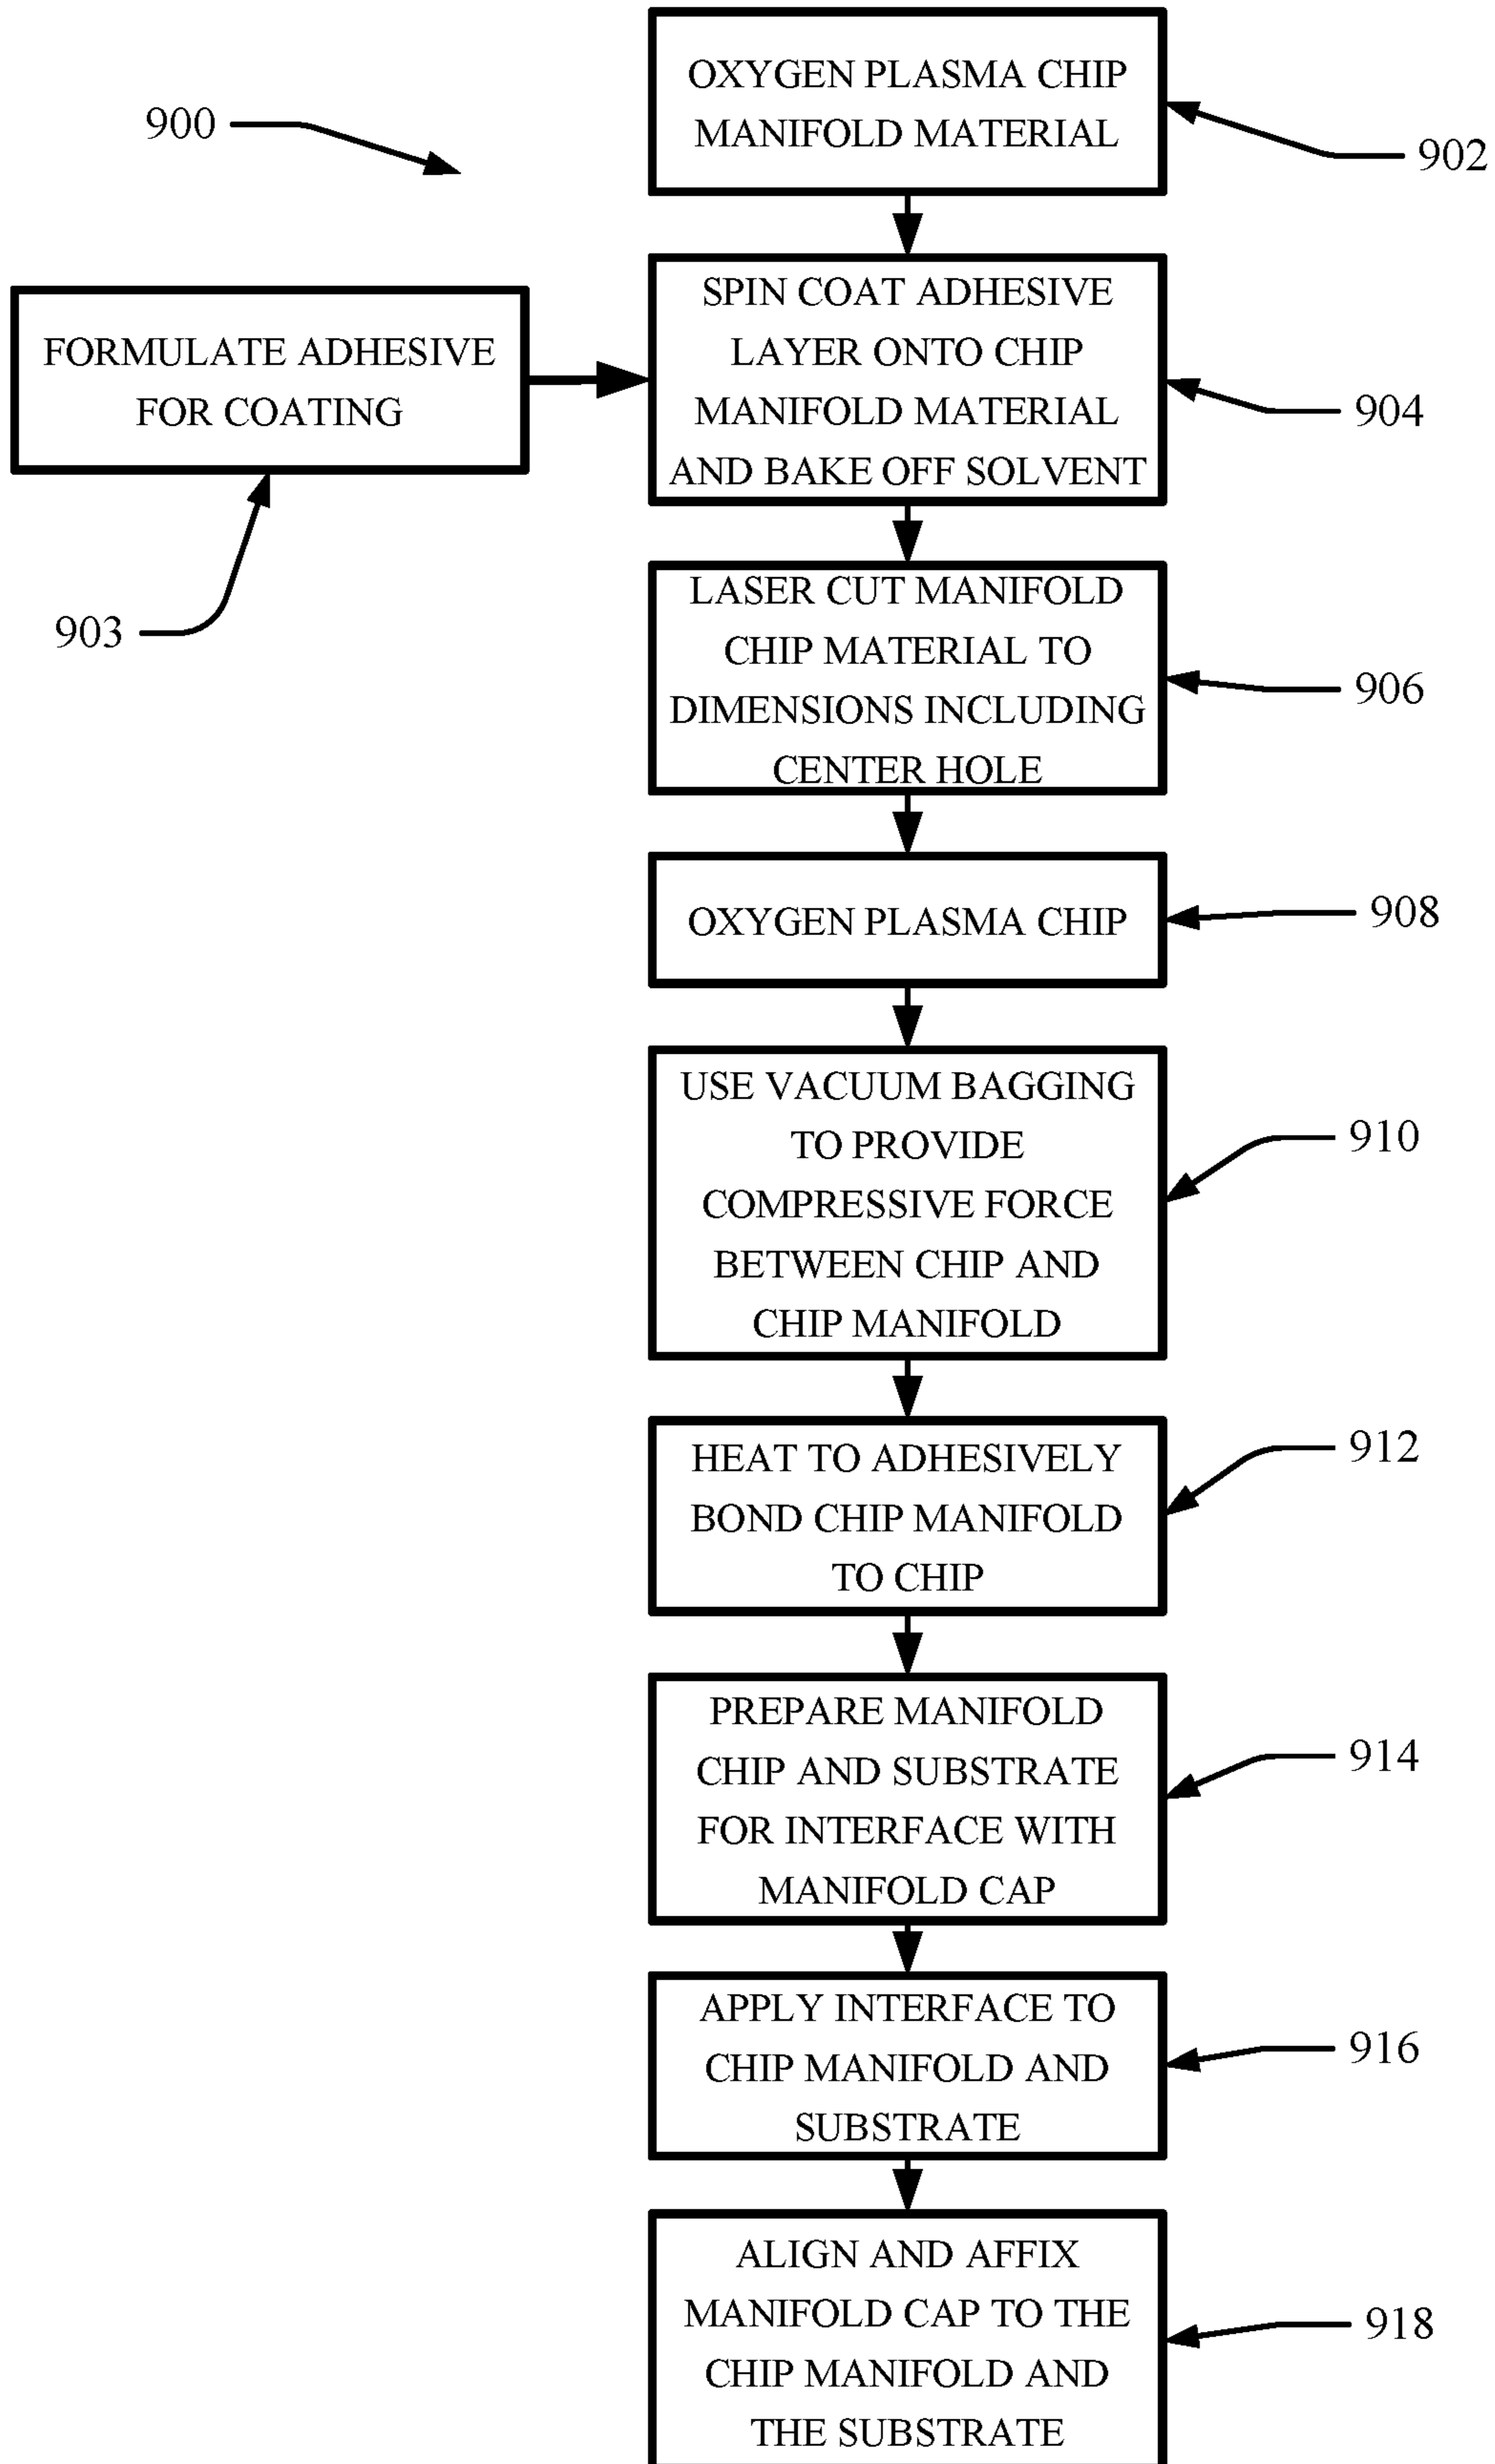 OXYGEN PLASMA CHIP
MANIFOLD MATERIAL
900
902
SPIN COAT ADHESIVE
LAYER ONTO CHIP
MANIFOLD MATERIAL
AND BAKE OFF SOLVENT
904
FORMULATE ADHESIVE
FOR COATING
903
LASER CUT MANIFOLD
CHIP MATERIAL TO
DIMENSIONS INCLUDING
CENTER HOLE
906
OXYGEN PLASMA CHIP
908
USE VACUUM BAGGING
TO PROVIDE
COMPRESSIVE FORCE
BETWEEN CHIP AND
CHIP MANIFOLD
910
HEAT TO ADHESIVELY
BOND CHIP MANIFOLD
TO CHIP
912
PREPARE MANIFOLD
CHIP AND SUBSTRATE
FOR INTERFACE WITH
MANIFOLD CAP
914
APPLY INTERFACE TO
CHIP MANIFOLD AND
SUBSTRATE
916
ALIGN AND AFFIX
MANIFOLD CAP TO THE
CHIP MANIFOLD AND
THE SUBSTRATE
918